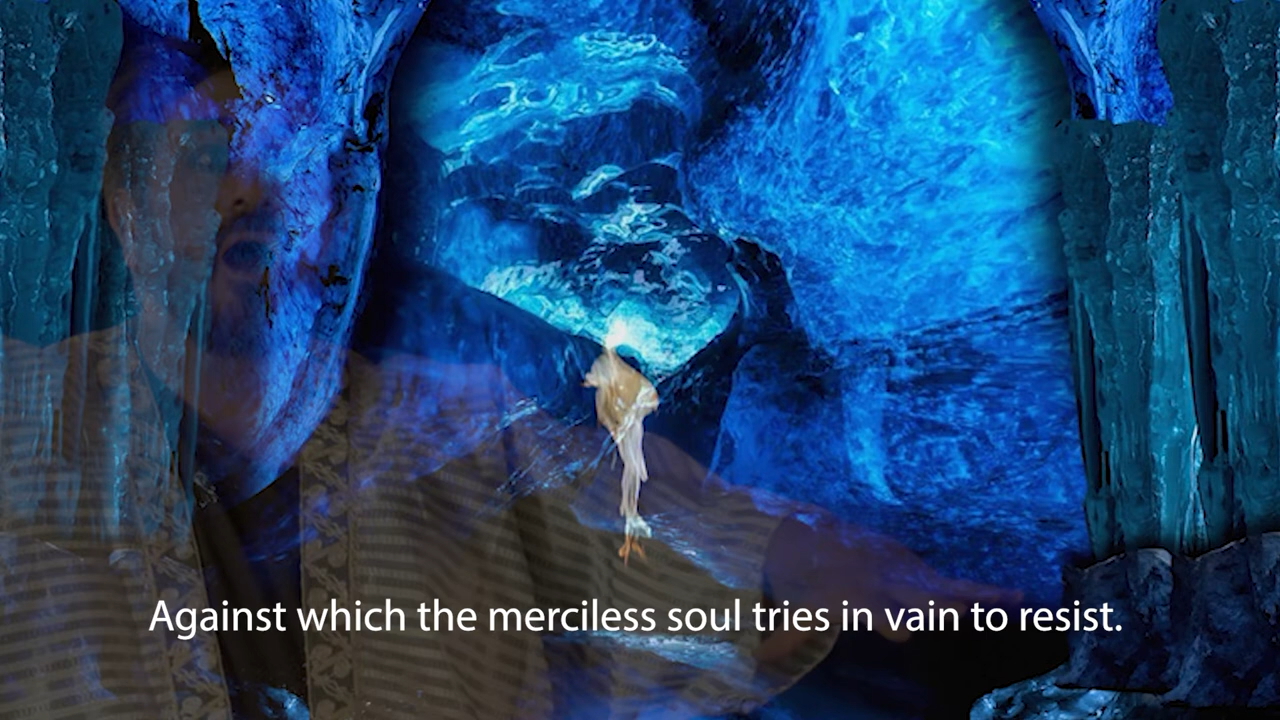 Against which the merciless soul tries in vain to resist.